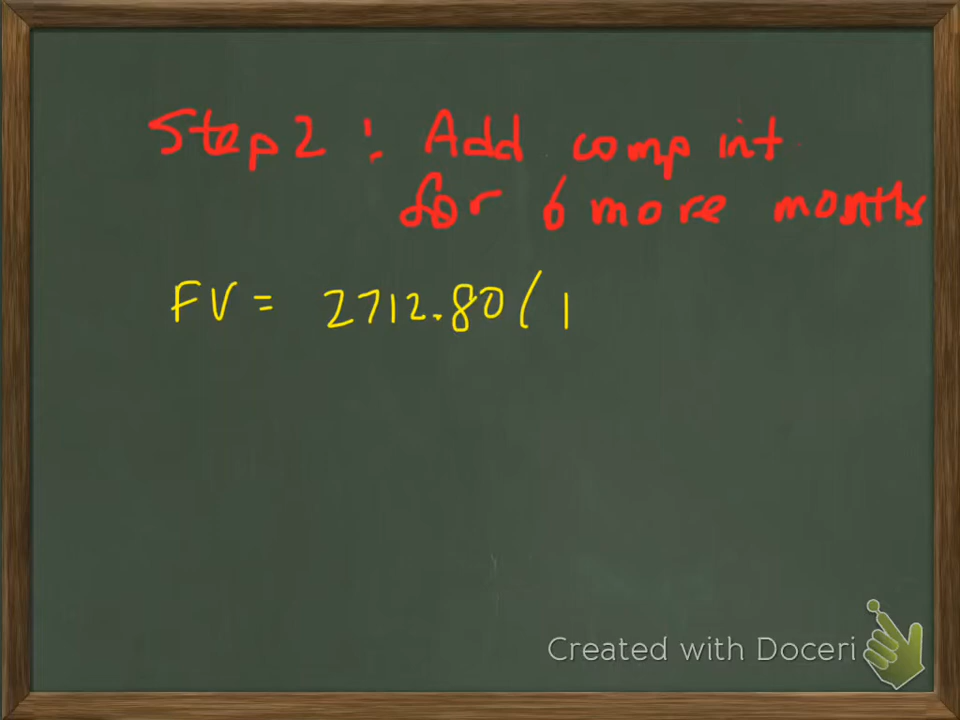 Step 2 : Add comp int
for 6 more months
FV = 2712.80 ( 1
Created with Doceri